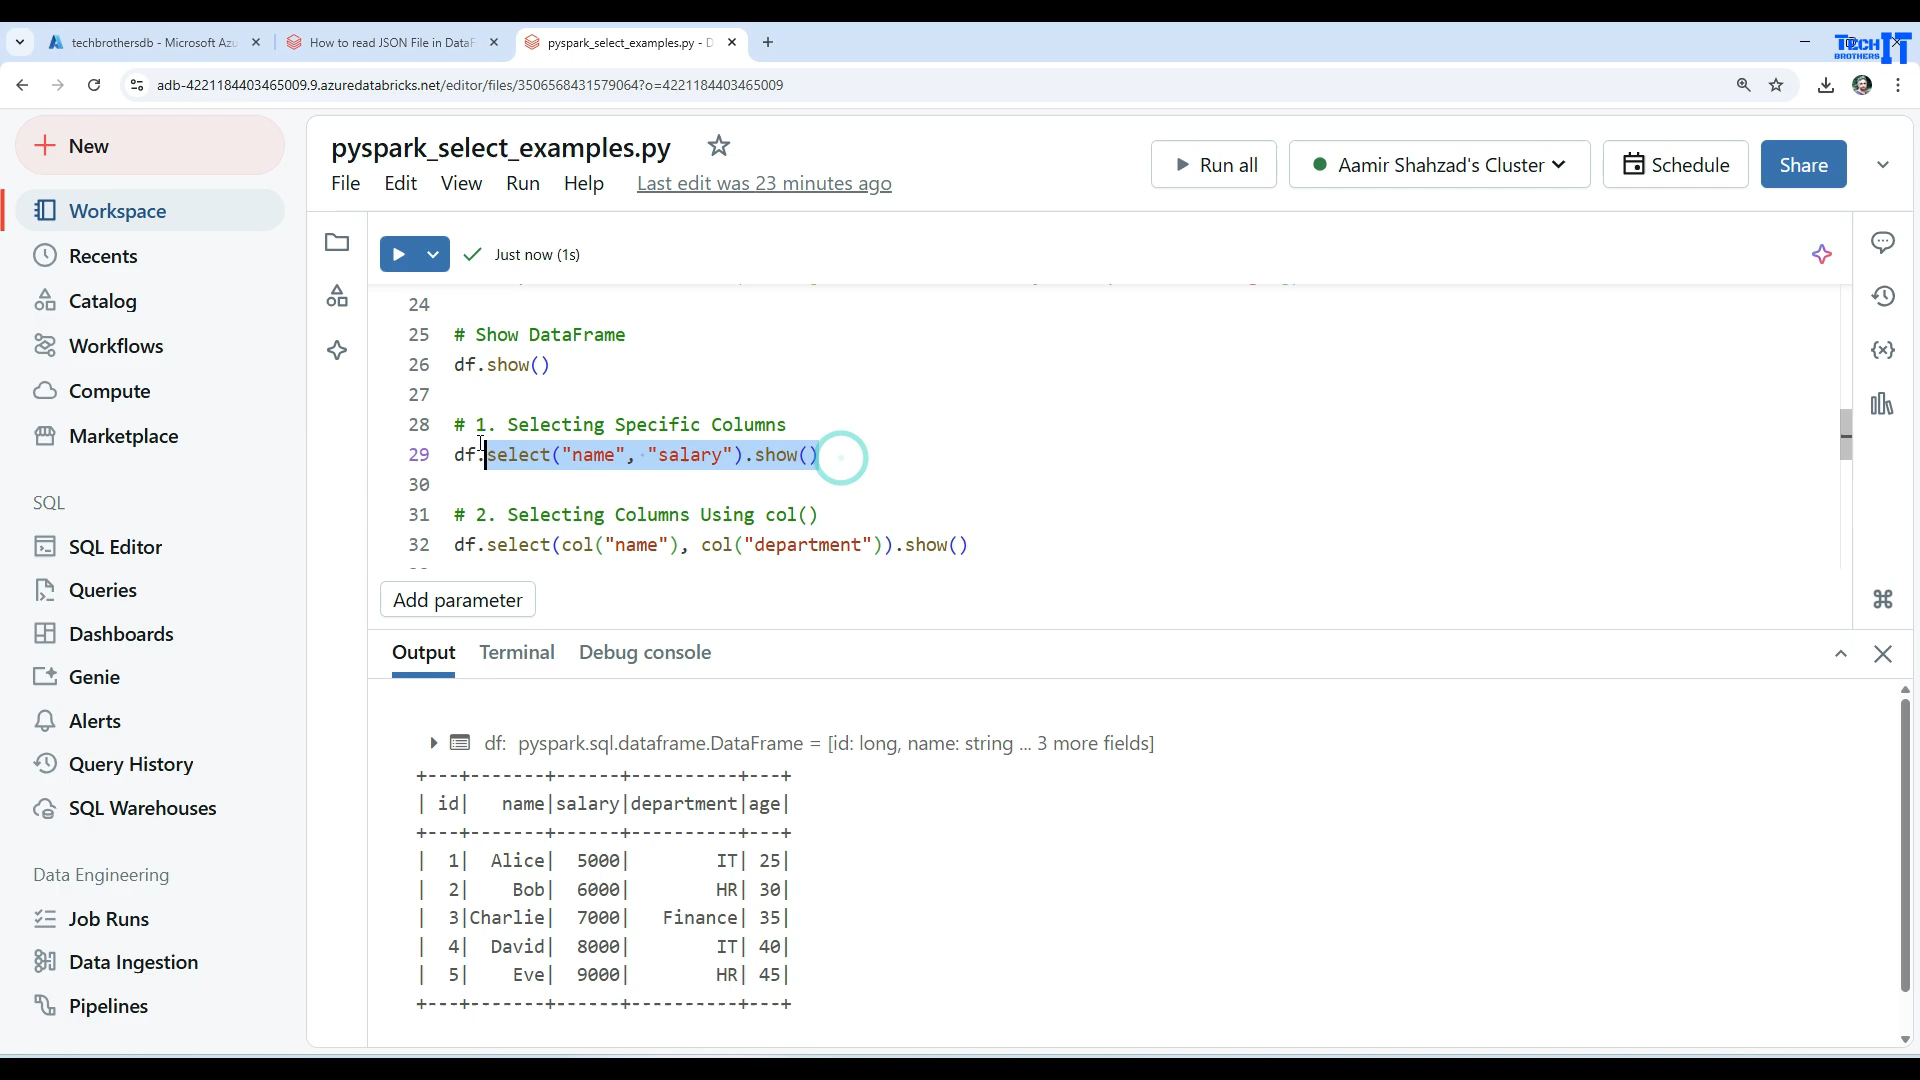 techbrothersdb - Microsoft Azu
How to read JSON File in DataF
pyspark_select_examples.py - D
TECH IT
BROTHERS
adb-4221184403465009.9.azuredatabricks.net/editor/files/3506568431579064?o=4221184403465009
New
Workspace
Recents
Catalog
Workflows
Compute
Marketplace
SQL
SQL Editor
Queries
Dashboards
Genie
Alerts
Query History
SQL Warehouses
Data Engineering
Job Runs
Data Ingestion
Pipelines
pyspark_select_examples.py
File Edit View Run Help Last edit was 23 minutes ago
Run all
Aamir Shahzad's Cluster
Schedule
Share
Just now (1s)
24
25 # Show DataFrame
26 df.show()
27
28 # 1. Selecting Specific Columns
29 df.select("name", "salary").show()
30
31 # 2. Selecting Columns Using col()
32 df.select(col("name"), col("department")).show()
Add parameter
Output Terminal Debug console
df: pyspark.sql.dataframe.DataFrame = [id: long, name: string ... 3 more fields]
+---+-------+------+----------+---+
| id|   name|salary|department|age|
+---+-------+------+----------+---+
|  1|  Alice|  5000|        IT| 25|
|  2|    Bob|  6000|        HR| 30|
|  3|Charlie|  7000|   Finance| 35|
|  4|  David|  8000|        IT| 40|
|  5|    Eve|  9000|        HR| 45|
+---+-------+------+----------+---+